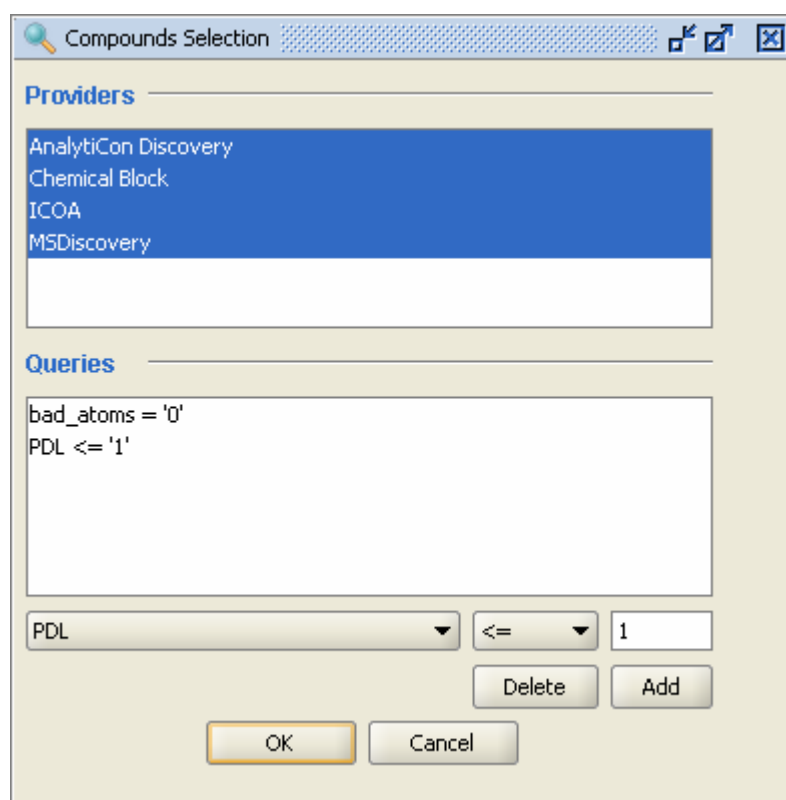 Compounds Selection
Providers
AnalytiCon Discovery
Chemical Block
ICOA
MSDiscovery
Queries
bad_atoms = '0'
PDL <= '1'
PDL <= 1
Delete Add
OK Cancel